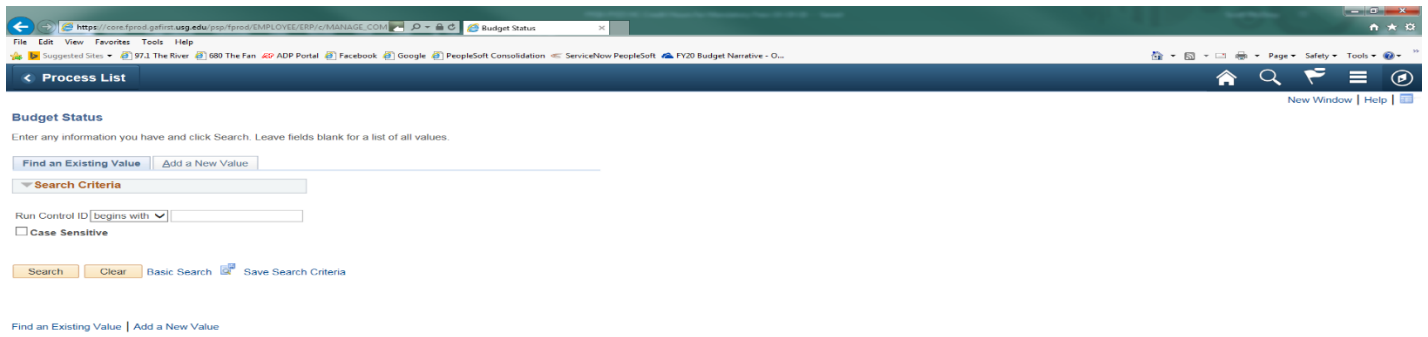 https://core.fprod.gafirst.usg.edu/psp/fprod/EMPLOYEE/ERP/c/MANAGE_COM Budget Status
File Edit View Favorites Tools Help
Suggested Sites 97.1 The River 680 The Fan ADP Portal Facebook Google PeopleSoft Consolidation ServiceNow PeopleSoft FY20 Budget Narrative - O... Page Safety Tools
Process List
New Window | Help |
Budget Status
Enter any information you have and click Search. Leave fields blank for a list of all values.
Find an Existing Value Add a New Value
Search Criteria
Run Control ID begins with
Case Sensitive
Search Clear Basic Search Save Search Criteria
Find an Existing Value | Add a New Value